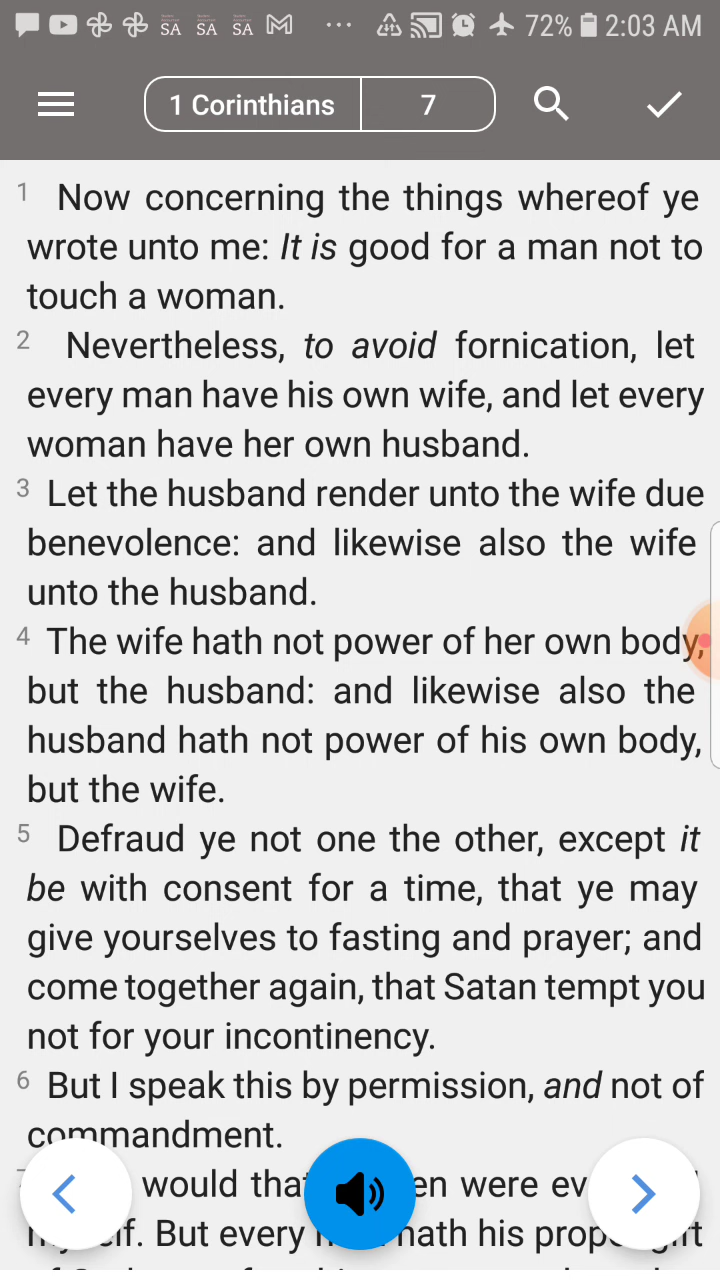 SA SA SA 72% 2:03 AM
1 Corinthians 7
1 Now concerning the things whereof ye
wrote unto me: It is good for a man not to
touch a woman.
2 Nevertheless, to avoid fornication, let
every man have his own wife, and let every
woman have her own husband.
3 Let the husband render unto the wife due
benevolence: and likewise also the wife
unto the husband.
4 The wife hath not power of her own body,
but the husband: and likewise also the
husband hath not power of his own body,
but the wife.
5 Defraud ye not one the other, except it
be with consent for a time, that ye may
give yourselves to fasting and prayer; and
come together again, that Satan tempt you
not for your incontinency.
6 But I speak this by permission, and not of
commandment.
would were
But every hath his